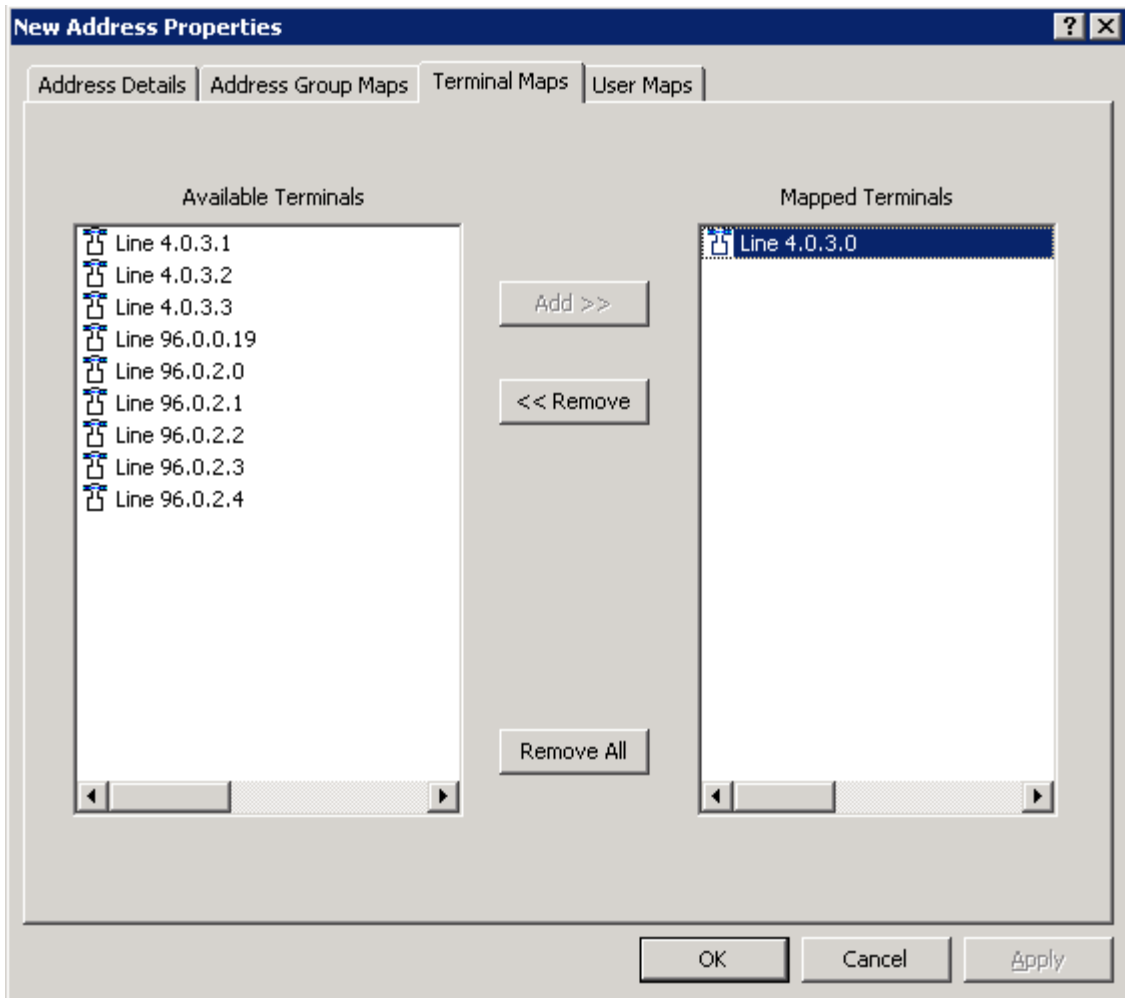 New Address Properties
?
Address Details
Address Group Maps
Terminal Maps
User Maps
Available Terminals
Line 4.0.3.1
Line 4.0.3.2
Line 4.0.3.3
Line 96.0.0.19
Line 96.0.2.0
Line 96.0.2.1
Line 96.0.2.2
Line 96.0.2.3
Line 96.0.2.4
Add >>
<< Remove
Remove All
Mapped Terminals
Line 4.0.3.0
OK
Cancel
Apply